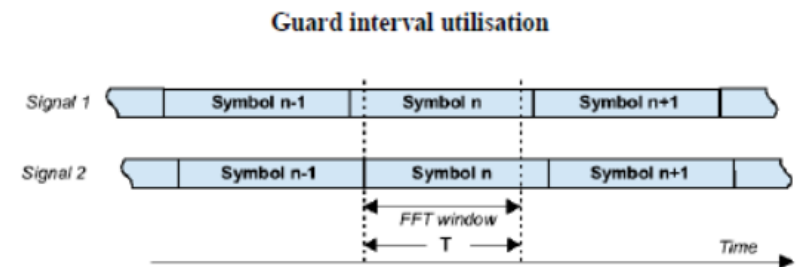 Guard interval utilisation
Signal 1 Symbol n-1 Symbol n Symbol n+1
Signal 2 Symbol n-1 Symbol n Symbol n+1
FFT window
T
Time